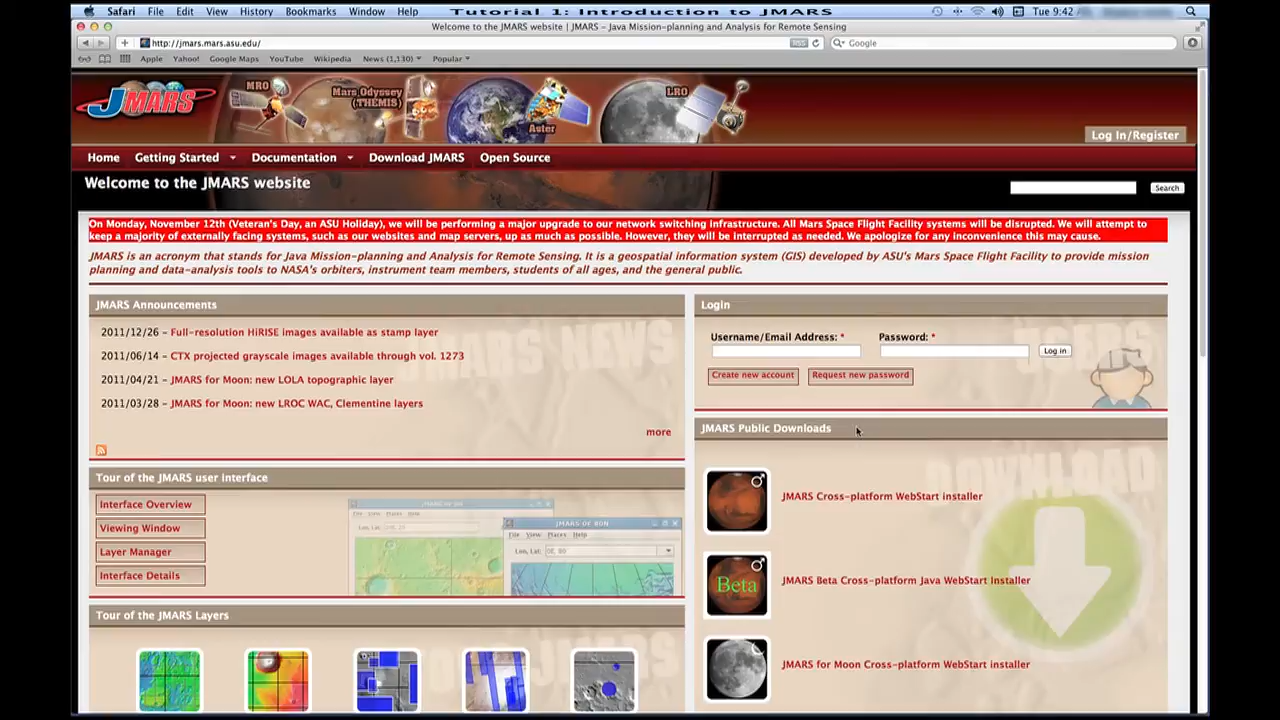 Safari File Edit View History Bookmarks Window Help Tutorial 1: Introduction to JMARS Tue 9:42
Welcome to the JMARS website | JMARS – Java Mission-planning and Analysis for Remote Sensing
http://jmars.mars.asu.edu/ RSS Google
Apple Yahoo! Google Maps YouTube Wikipedia News (1,130) Popular
JMARS MRO Mars Odyssey (THEMIS) Aster LRO
Log In/Register
Home Getting Started Documentation Download JMARS Open Source
Welcome to the JMARS website
Search
On Monday, November 12th (Veteran's Day, an ASU Holiday), we will be performing a major upgrade to our network switching infrastructure. All Mars Space Flight Facility systems will be disrupted. We will attempt to
keep a majority of externally facing systems, such as our websites and map servers, up as much as possible. However, they will be interrupted as needed. We apologize for any inconvenience this may cause.
JMARS is an acronym that stands for Java Mission-planning and Analysis for Remote Sensing. It is a geospatial information system (GIS) developed by ASU's Mars Space Flight Facility to provide mission
planning and data-analysis tools to NASA's orbiters, instrument team members, students of all ages, and the general public.
JMARS Announcements
2011/12/26 – Full-resolution HiRISE images available as stamp layer
2011/06/14 – CTX projected grayscale images available through vol. 1273
2011/04/21 – JMARS for Moon: new LOLA topographic layer
2011/03/28 – JMARS for Moon: new LROC WAC, Clementine layers
more
Login
USERS
Username/Email Address: * Password: *
Log in
Create new account Request new password
Tour of the JMARS user interface
Interface Overview
Viewing Window
Layer Manager
Interface Details
File View Places Help
Lon, Lat:
Tour of the JMARS Layers
JMARS Public Downloads
DOWNLOAD
JMARS Cross-platform WebStart installer
Beta
JMARS Beta Cross-platform Java WebStart Installer
JMARS for Moon Cross-platform WebStart installer